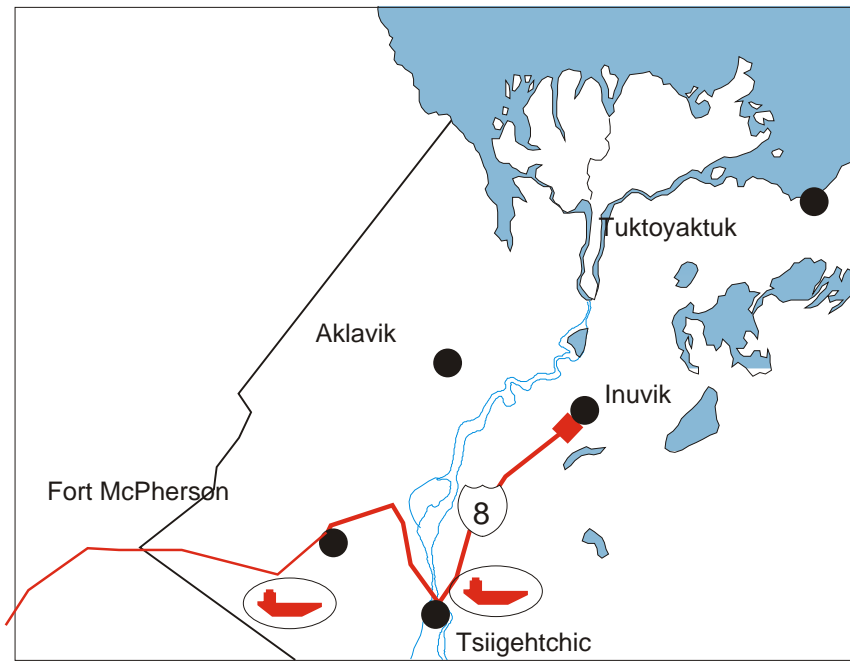 Tuktoyaktuk
Aklavik
Inuvik
Fort McPherson
8
Tsiigehtchic